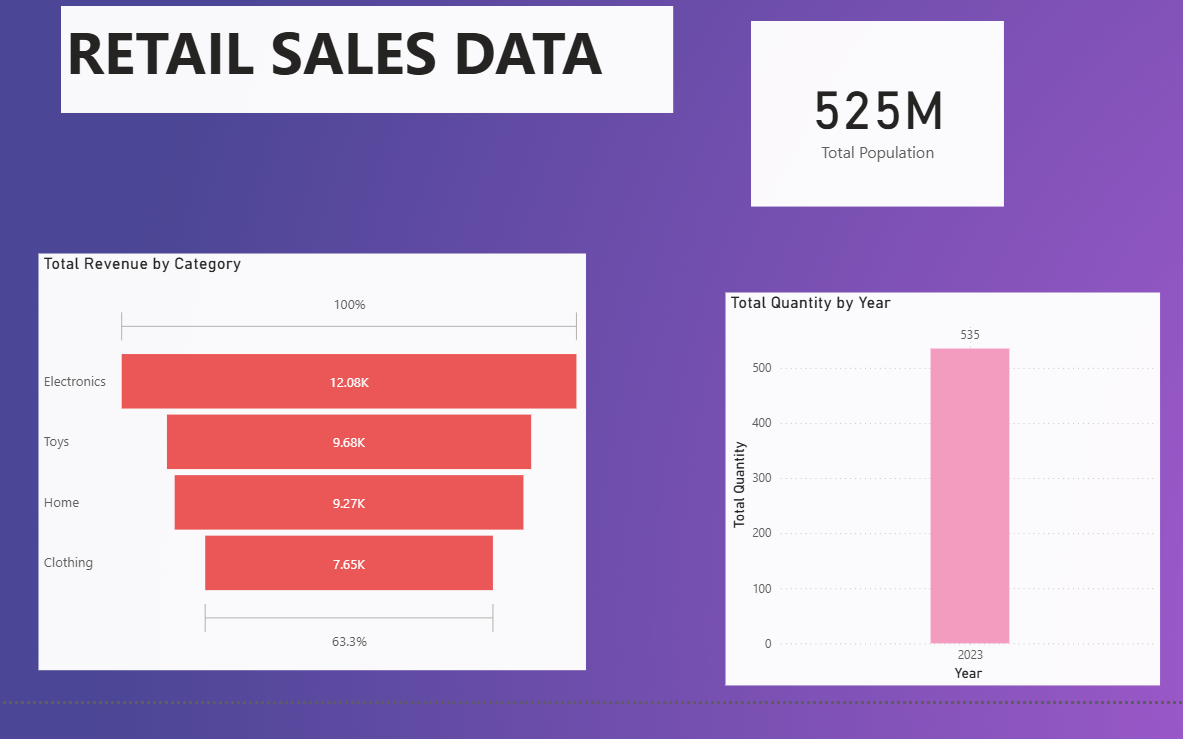 RETAIL SALES DATA
525M
Total Population
Total Revenue by Category
100%
Electronics 12.08K
Toys 9.68K
Home 9.27K
Clothing 7.65K
63.3%
Total Quantity by Year
535
500
400
300
200
100
0
Total Quantity
2023
Year